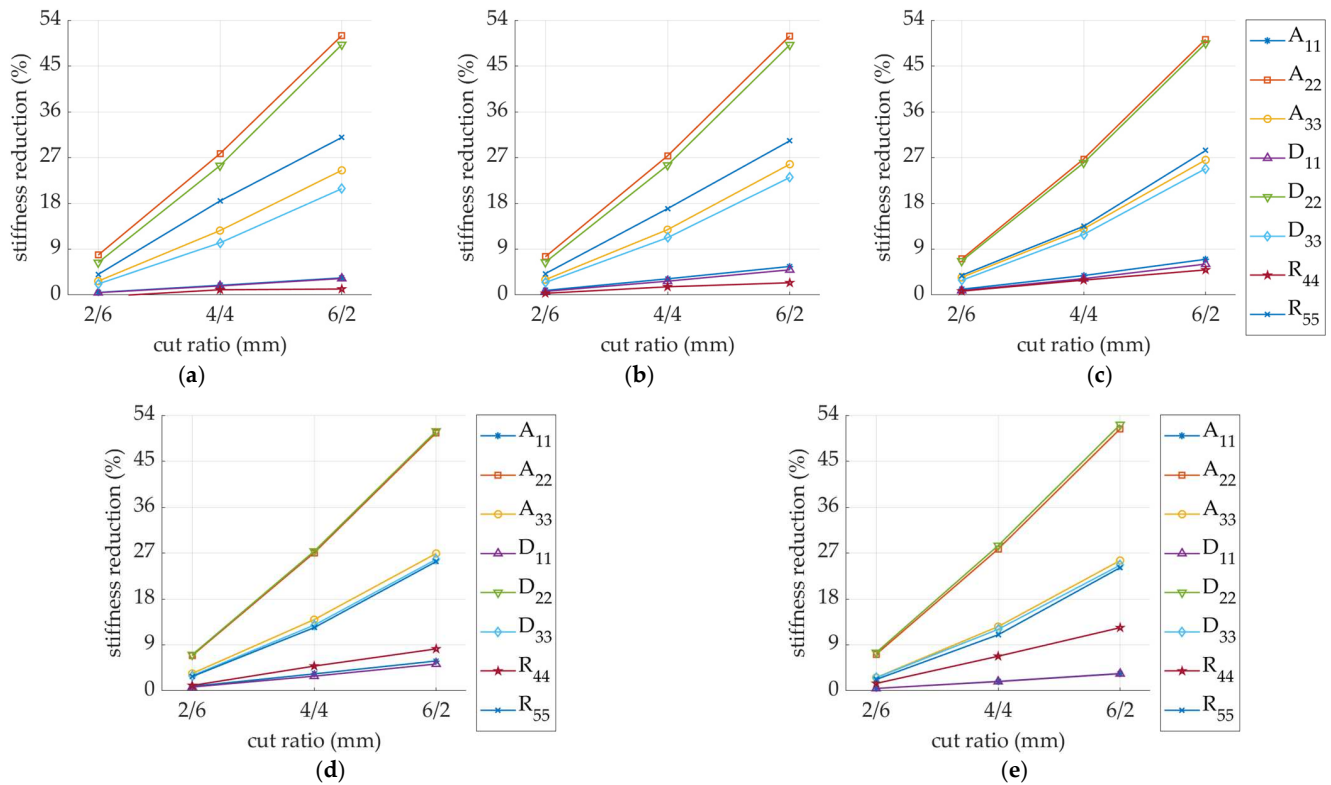 54
45
36
27
18
9
0
stiffness reduction (%)
2/6 4/4 6/2
cut ratio (mm)
(a)
54
45
36
27
18
9
0
stiffness reduction (%)
2/6 4/4 6/2
cut ratio (mm)
(b)
54
45
36
27
18
9
0
stiffness reduction (%)
2/6 4/4 6/2
cut ratio (mm)
(c)
A11
A22
A33
D11
D22
D33
R44
R55
54
45
36
27
18
9
0
stiffness reduction (%)
2/6 4/4 6/2
cut ratio (mm)
(d)
A11
A22
A33
D11
D22
D33
R44
R55
54
45
36
27
18
9
0
stiffness reduction (%)
2/6 4/4 6/2
cut ratio (mm)
(e)
A11
A22
A33
D11
D22
D33
R44
R55